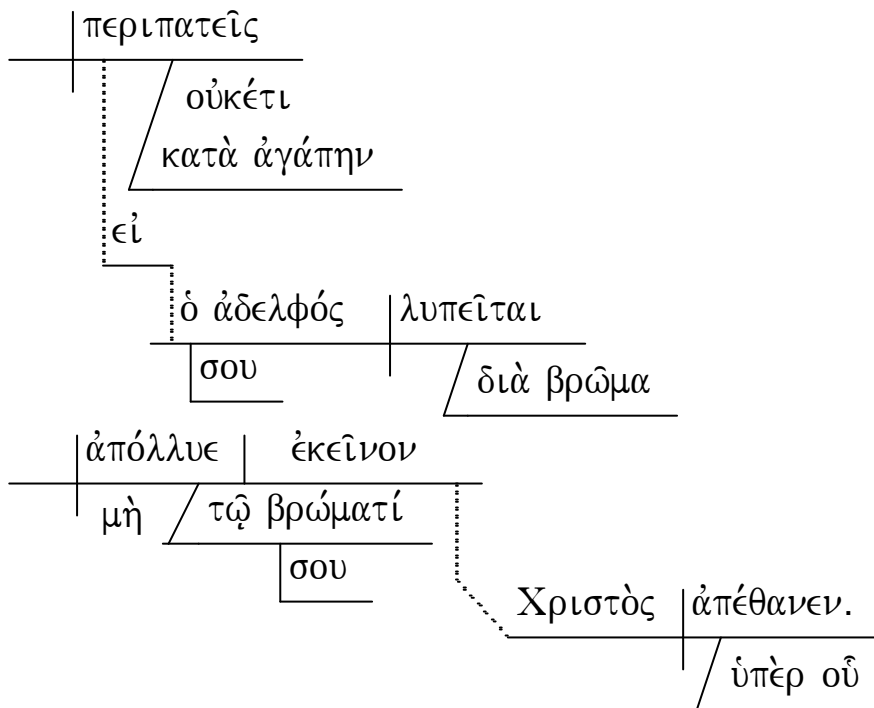 περιπατεῖς
οὐκέτι
κατὰ ἀγάπην
εἰ
ὁ ἀδελφός λυπεῖται
σου διὰ βρῶμα
ἀπόλλυε ἐκεῖνον
μὴ τῷ βρώματί
σου
Χριστὸς ἀπέθανεν.
ὑπὲρ οὗ